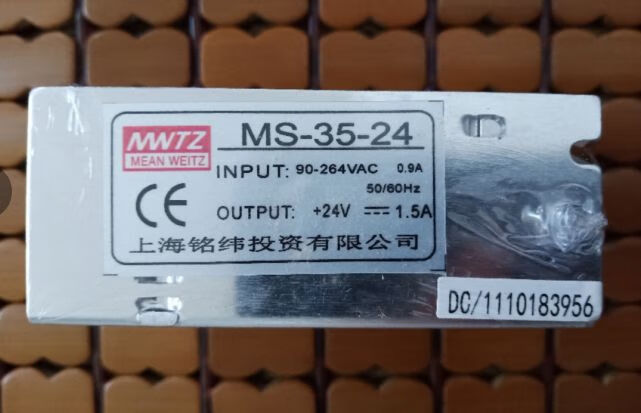 MWTZ
MEAN WEITZ
MS-35-24
INPUT: 90-264VAC 0.9A
50/60Hz
CE
OUTPUT: +24V ⎓ 1.5A
上海铭纬投资有限公司
DC/1110183956